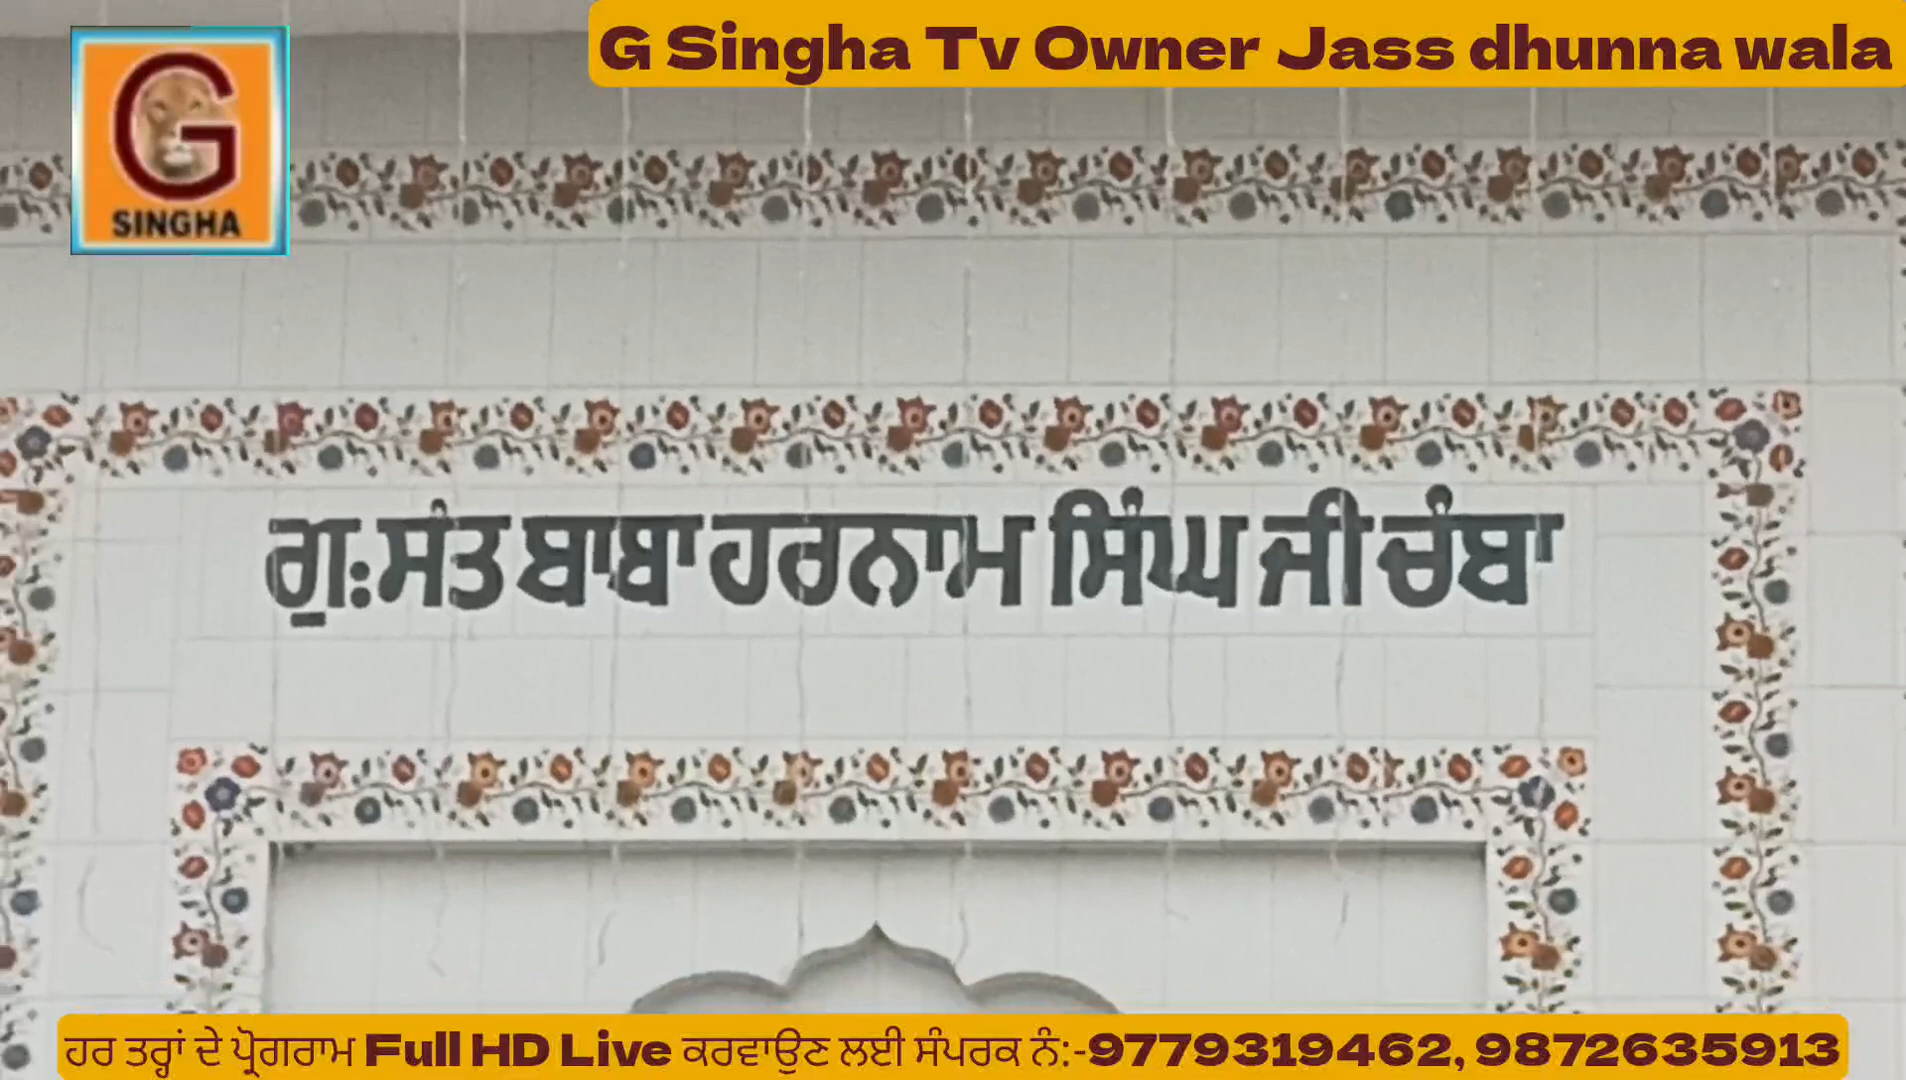 G Singha Tv Owner Jass dhunna wala
G
SINGHA
ਗੁ: ਸੰਤ ਬਾਬਾ ਹਰਨਾਮ ਸਿੰਘ ਜੀ ਚੰਬਾ
ਹਰ ਤਰ੍ਹਾਂ ਦੇ ਪ੍ਰੋਗਰਾਮ Full HD Live ਕਰਵਾਉਣ ਲਈ ਸੰਪਰਕ ਨੰ:-9779319462, 9872635913